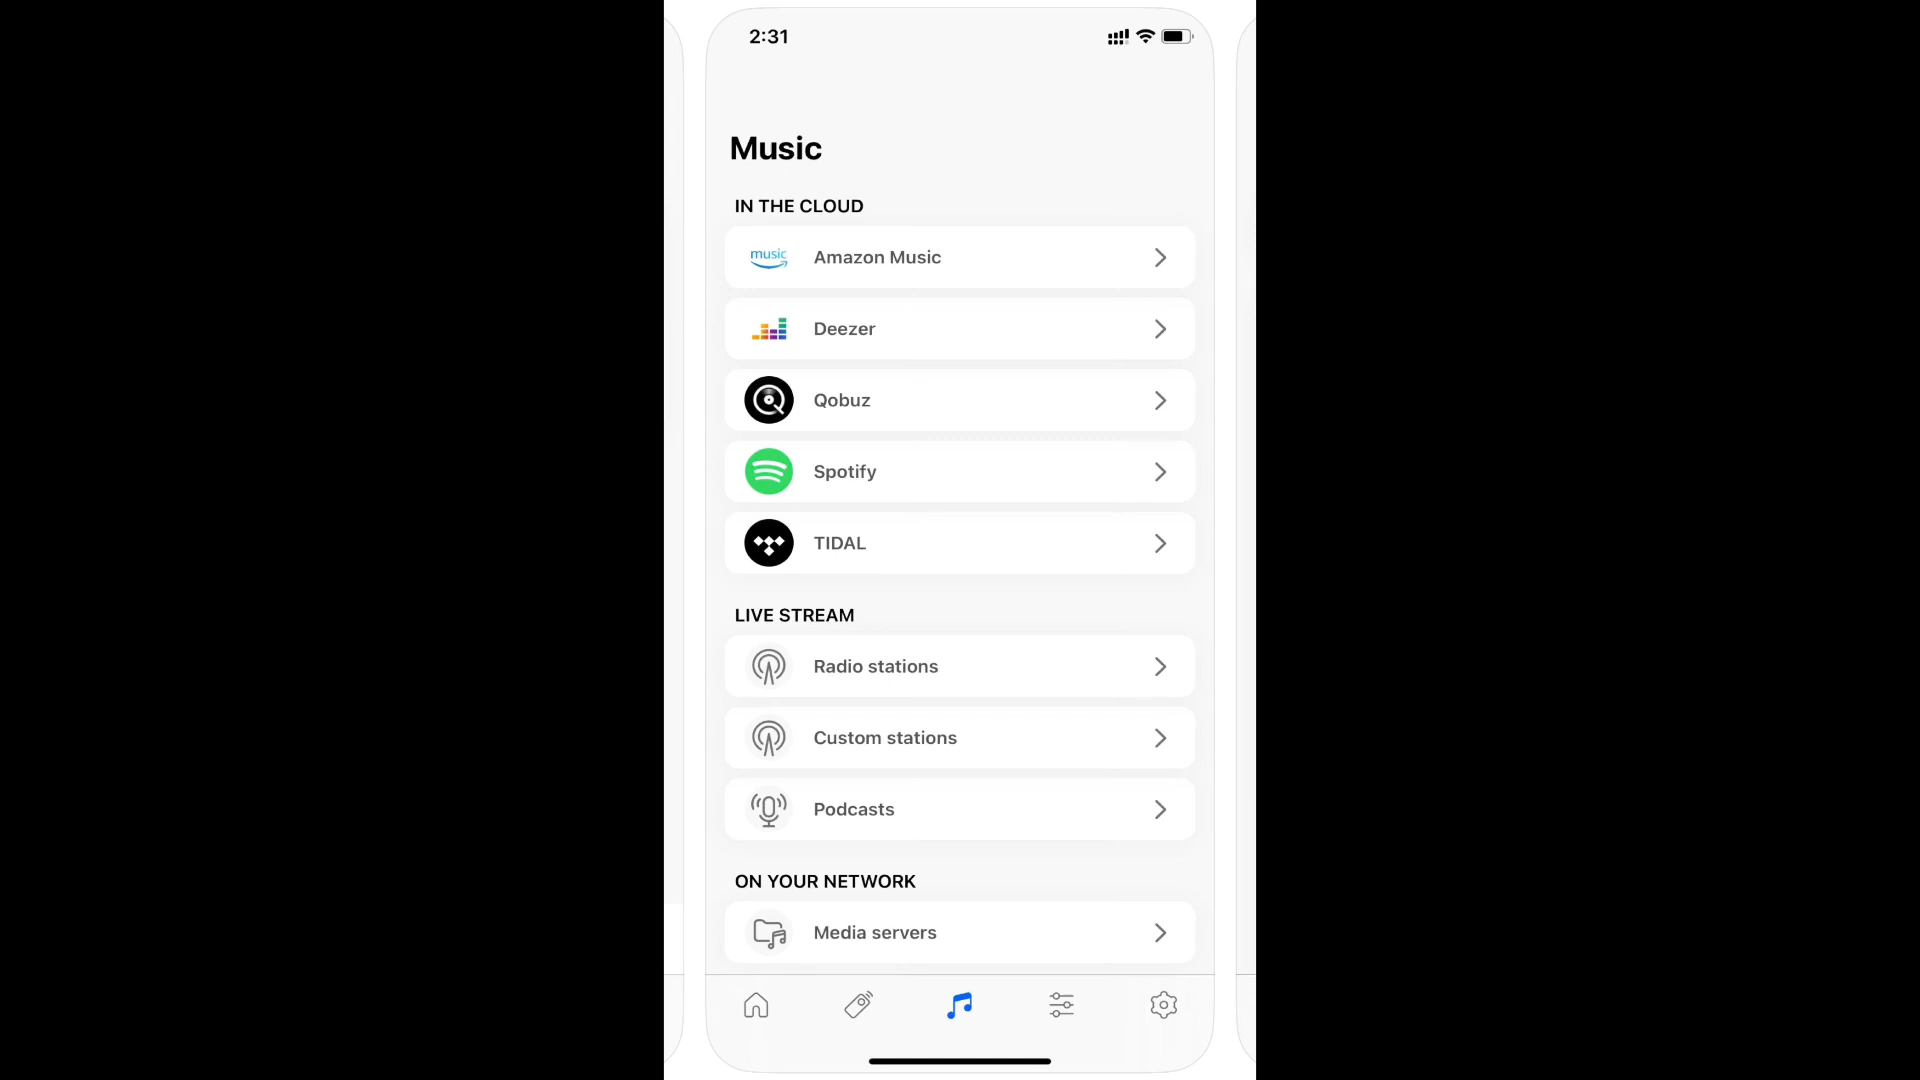 2:31
Music
IN THE CLOUD
music
Amazon Music
Deezer
Qobuz
Spotify
TIDAL
LIVE STREAM
Radio stations
Custom stations
Podcasts
ON YOUR NETWORK
Media servers